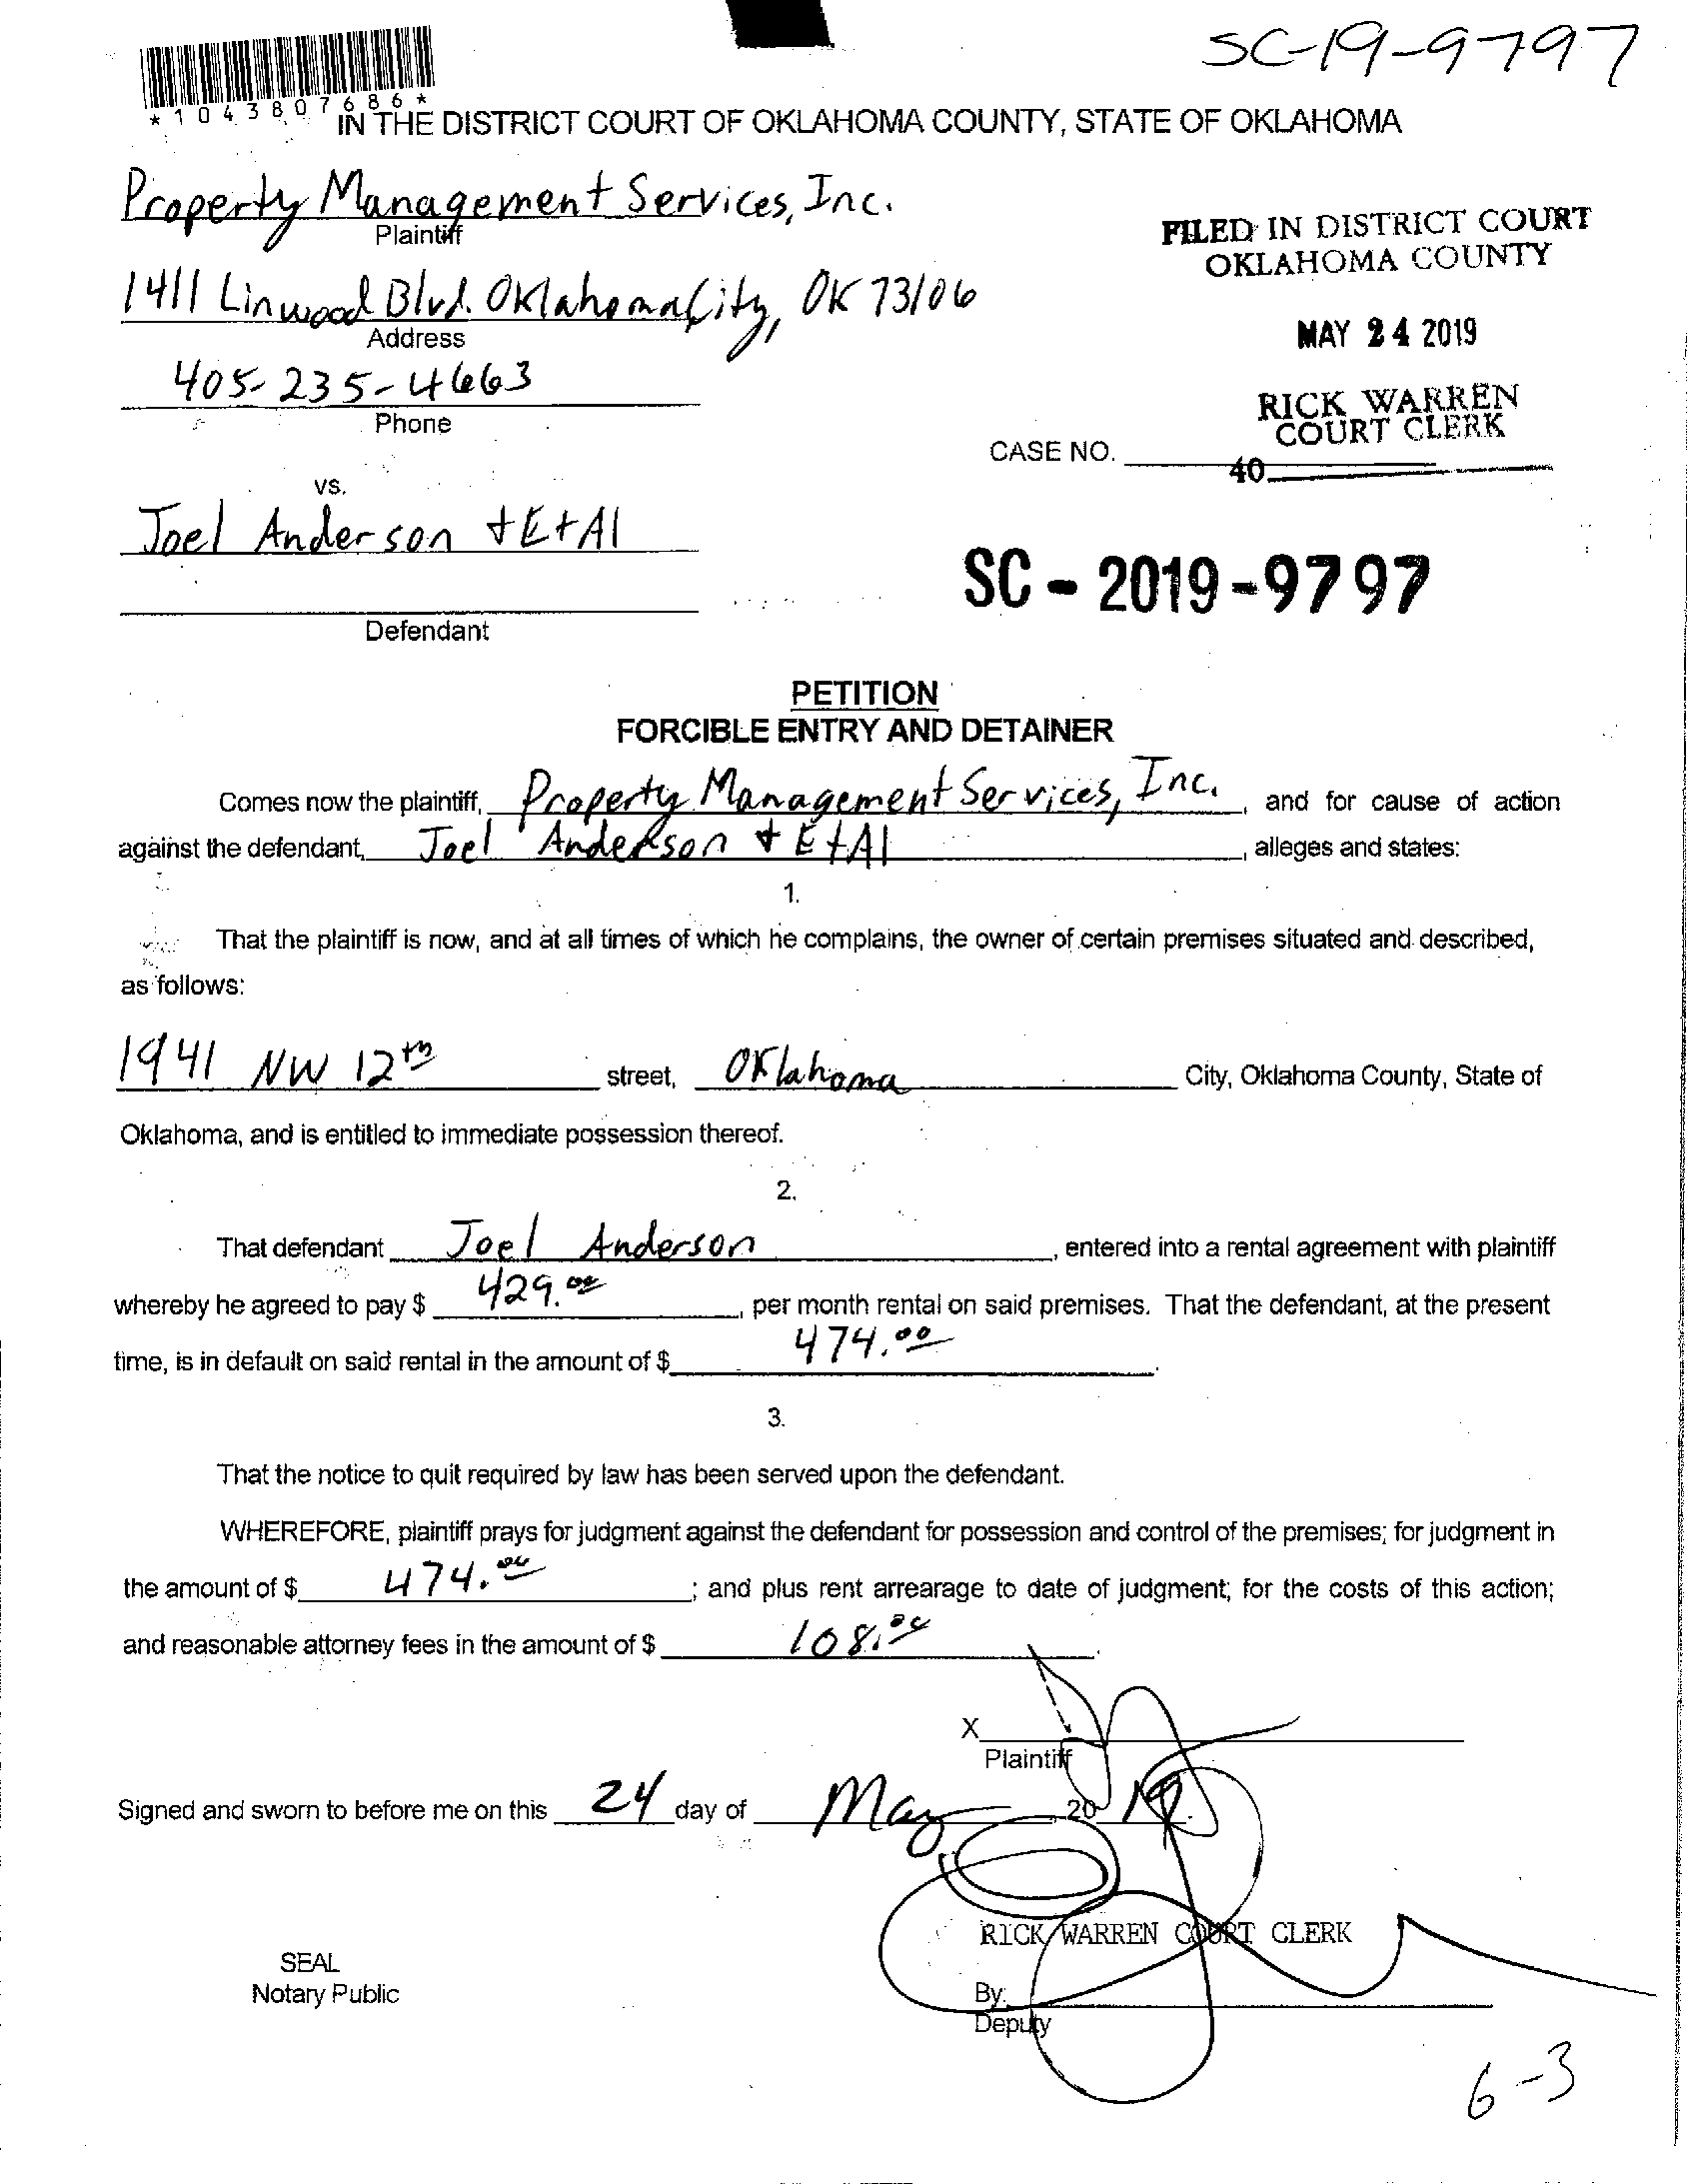 SC-19-9797
*1043807686*
IN THE DISTRICT COURT OF OKLAHOMA COUNTY, STATE OF OKLAHOMA
Property Management Services, Inc.
Plaintiff
FILED IN DISTRICT COURT
OKLAHOMA COUNTY
1411 Linwood Blvd. Oklahoma City, OK 73106
Address
MAY 24 2019
405-235-4663
Phone
RICK WARREN
COURT CLERK
CASE NO.
40
vs.
Joel Anderson + Et Al
SC - 2019 - 9797
Defendant
PETITION
FORCIBLE ENTRY AND DETAINER
Comes now the plaintiff, Property Management Services, Inc. , and for cause of action
against the defendant, Joel Anderson + Et Al , alleges and states:
1.
That the plaintiff is now, and at all times of which he complains, the owner of certain premises situated and described,
as follows:
1941 NW 12th street, Oklahoma City, Oklahoma County, State of
Oklahoma, and is entitled to immediate possession thereof.
2.
That defendant Joel Anderson , entered into a rental agreement with plaintiff
whereby he agreed to pay $ 429.00 , per month rental on said premises. That the defendant, at the present
time, is in default on said rental in the amount of $ 474.00 .
3.
That the notice to quit required by law has been served upon the defendant.
WHEREFORE, plaintiff prays for judgment against the defendant for possession and control of the premises; for judgment in
the amount of $ 474.00 ; and plus rent arrearage to date of judgment; for the costs of this action;
and reasonable attorney fees in the amount of $ 108.00 .
X
Plaintiff
Signed and sworn to before me on this 24 day of May , 20 19 .
RICK WARREN COURT CLERK
SEAL
Notary Public
By:
Deputy
6-3